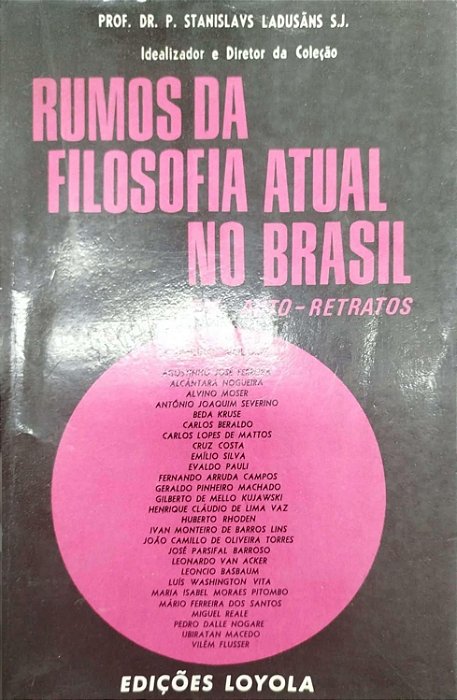 PROF. DR. P. STANISLAVS LADUSÃNS S.J.
Idealizador e Diretor da Coleção
RUMOS DA
FILOSOFIA ATUAL
NO BRASIL
AUTO-RETRATOS
AGOSTINHO JOSÉ FERREIRA
ALCÂNTARA NOGUEIRA
ALVINO MOSER
ANTÔNIO JOAQUIM SEVERINO
BEDA KRUSE
CARLOS BERALDO
CARLOS LOPES DE MATTOS
CRUZ COSTA
EMÍLIO SILVA
EVALDO PAULI
FERNANDO ARRUDA CAMPOS
GERALDO PINHEIRO MACHADO
GILBERTO DE MELLO KUJAWSKI
HENRIQUE CLÁUDIO DE LIMA VAZ
HUBERTO RHODEN
IVAN MONTEIRO DE BARROS LINS
JOÃO CAMILLO DE OLIVEIRA TORRES
JOSÉ PARSIFAL BARROSO
LEONARDO VAN ACKER
LEONCIO BASBAUM
LUÍS WASHINGTON VITA
MARIA ISABEL MORAES PITOMBO
MÁRIO FERREIRA DOS SANTOS
MIGUEL REALE
PEDRO DALLE NOGARE
UBIRATAN MACEDO
VILÉM FLUSSER
EDIÇÕES LOYOLA